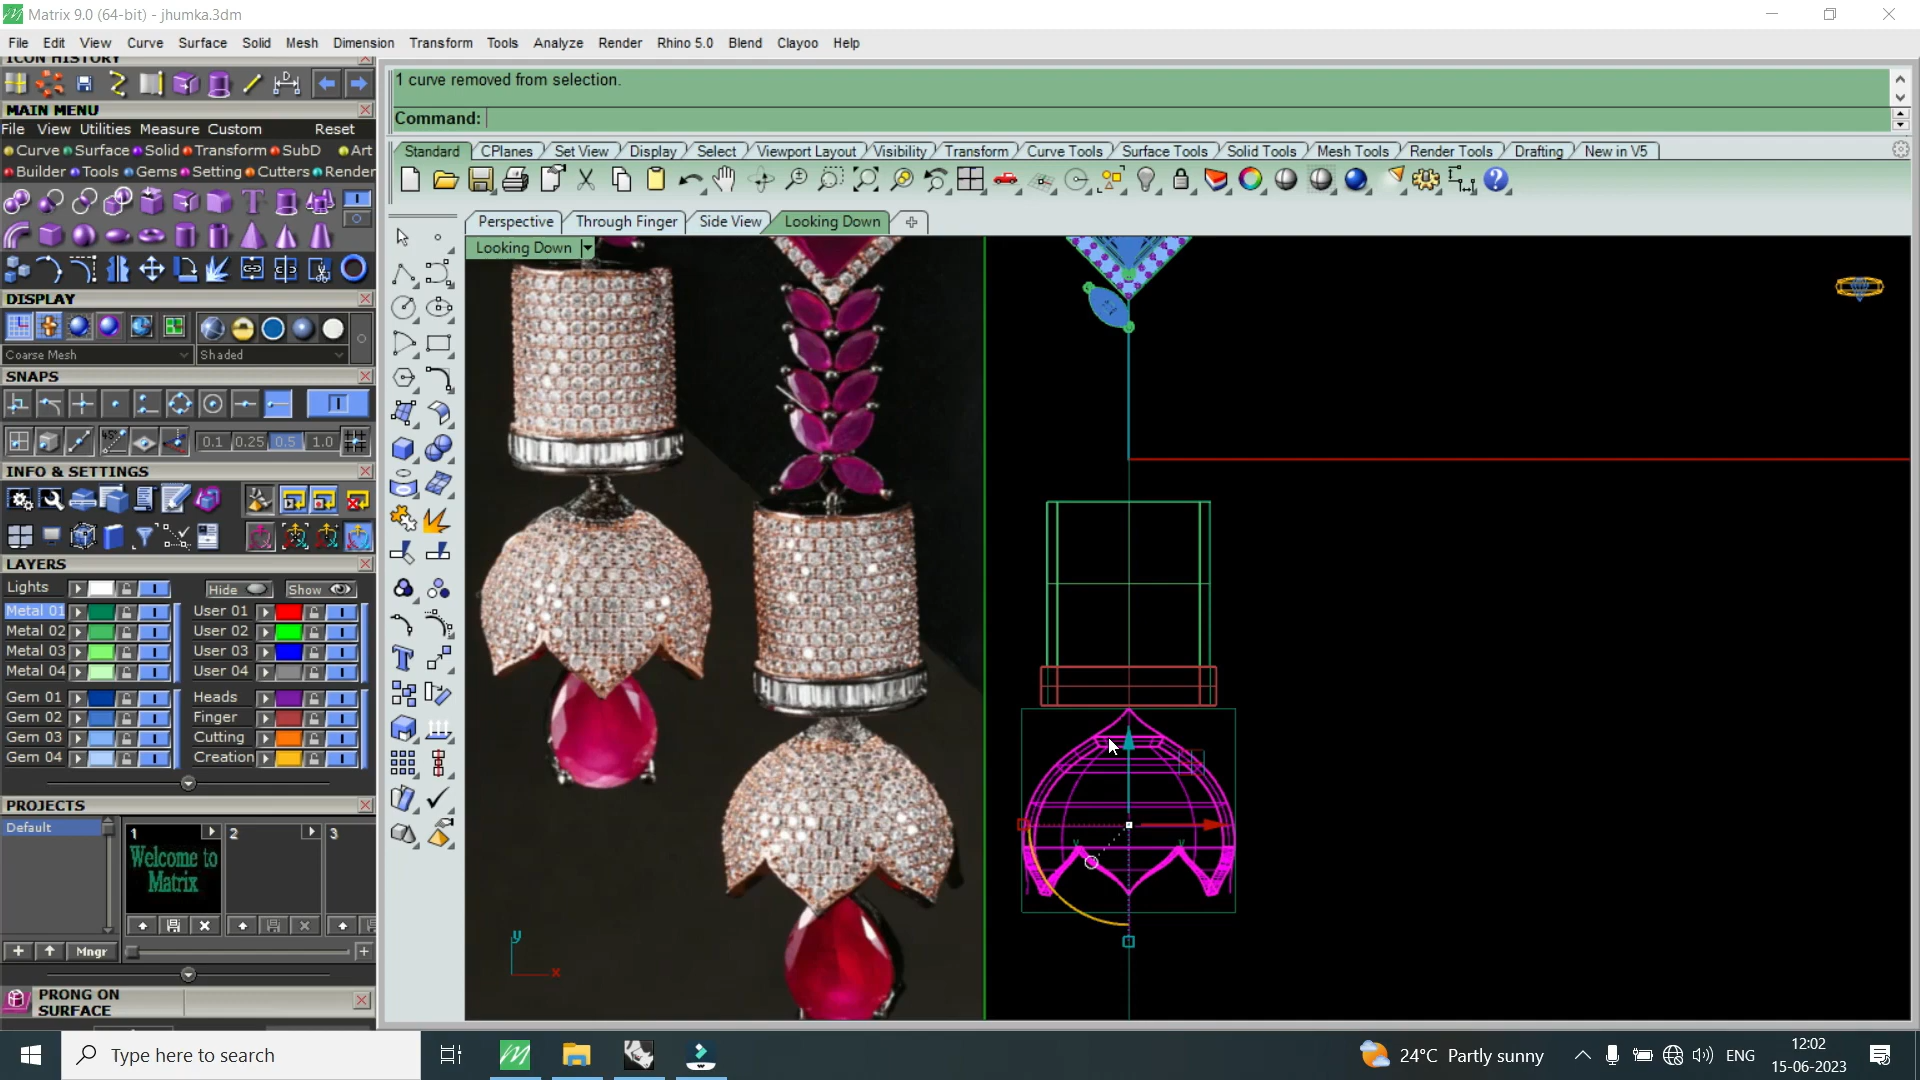 Matrix 9.0 (64-bit) - jhumka.3dm
File Edit View Curve Surface Solid Mesh Dimension Transform Tools Analyze Render Rhino 5.0 Blend Clayoo Help
ICON HISTORY
1 curve removed from selection.
Command:
MAIN MENU
File View Utilities Measure Custom Reset
Curve Surface Solid Transform SubD Art
Builder Tools Gems Setting Cutters Render
Standard CPlanes Set View Display Select Viewport Layout Visibility Transform Curve Tools Surface Tools Solid Tools Mesh Tools Render Tools Drafting New in V5
Perspective Through Finger Side View Looking Down
Looking Down
DISPLAY
Coarse Mesh Shaded
SNAPS
0.1 0.25 0.5 1.0
INFO & SETTINGS
LAYERS
Lights Hide Show
Metal 01 User 01
Metal 02 User 02
Metal 03 User 03
Metal 04 User 04
Gem 01 Heads
Gem 02 Finger
Gem 03 Cutting
Gem 04 Creation
PROJECTS
Default 1 2 3
Welcome to
Matrix
Mngr
PRONG ON
SURFACE
y
x
Type here to search
24°C Partly sunny
ENG
12:02
15-06-2023